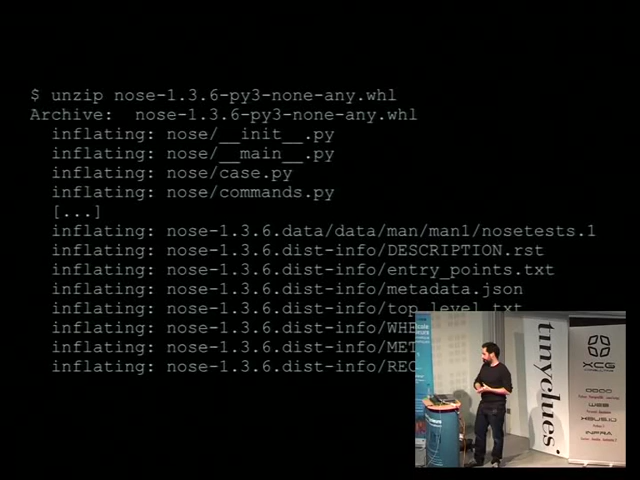 $ unzip nose-1.3.6-py3-none-any.whl
Archive:  nose-1.3.6-py3-none-any.whl
inflating: nose/__init__.py
inflating: nose/__main__.py
inflating: nose/case.py
inflating: nose/commands.py
[...]
inflating: nose-1.3.6.data/data/man/man1/nosetests.1
inflating: nose-1.3.6.dist-info/DESCRIPTION.rst
inflating: nose-1.3.6.dist-info/entry_points.txt
inflating: nose-1.3.6.dist-info/metadata.json
inflating: nose-1.3.6.dist-info/top_level.txt
inflating: nose-1.3.6.dist-info/WHE
inflating: nose-1.3.6.dist-info/MET
inflating: nose-1.3.6.dist-info/REC
tinyclues
XCG
WEB
INFRA